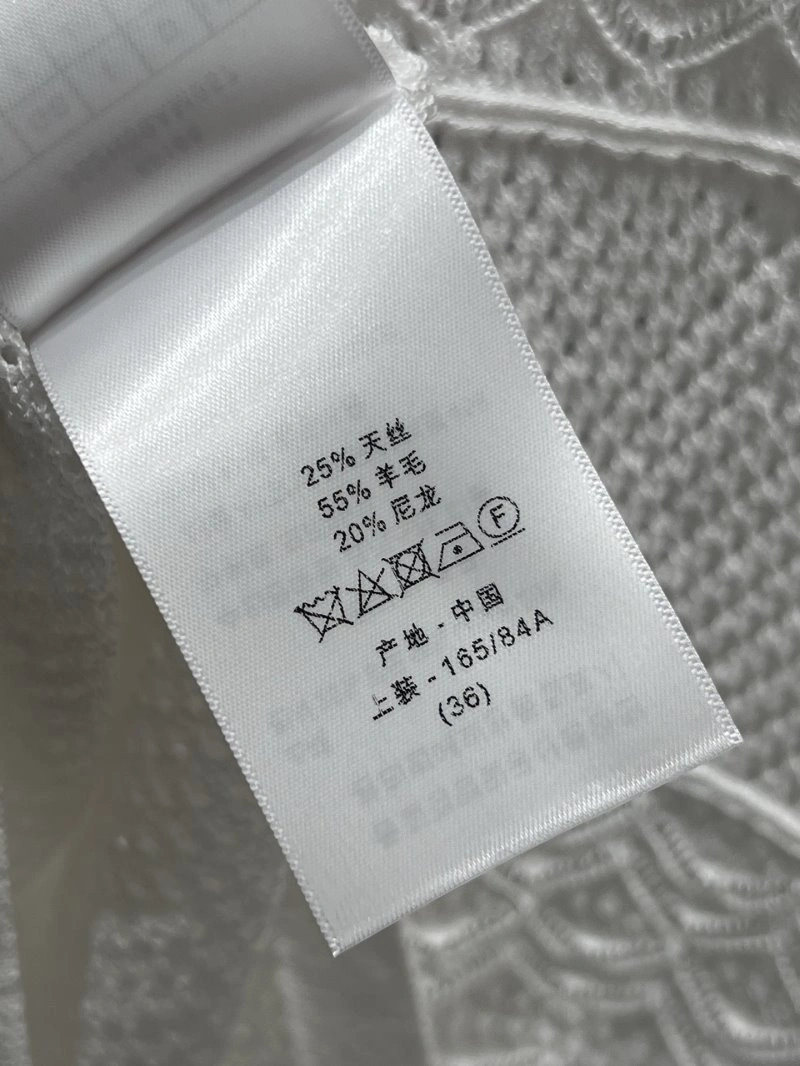 25% 天丝
55% 羊毛
20% 尼龙
F
产地 - 中国
上装 - 165/84A
(36)